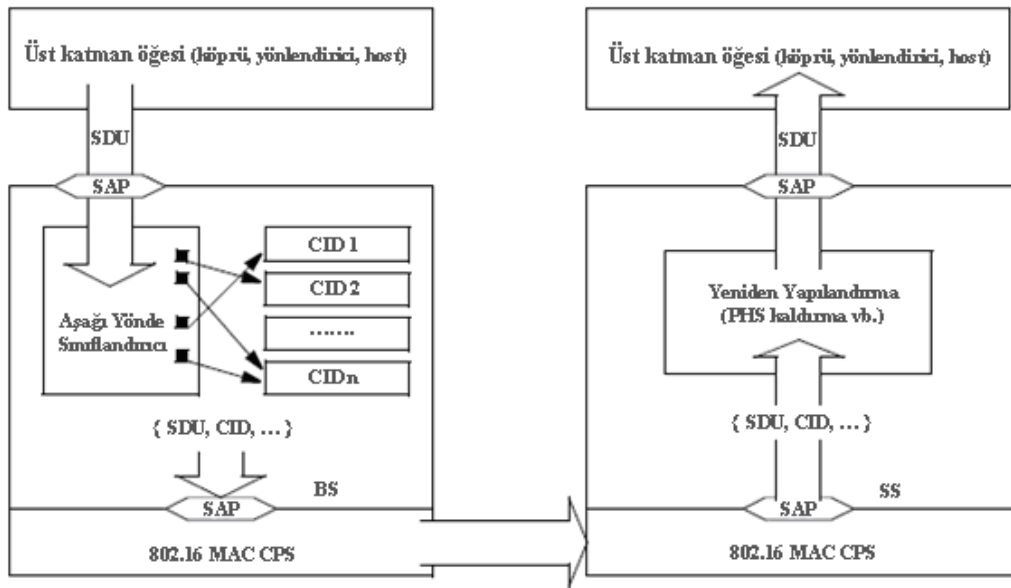 Üst katman öğesi (köprü, yönlendirici, host)
SDU
SAP
Aşağı Yönde
Sınıflandırıcı
CID 1
CID 2
.......
CIDn
{ SDU, CID, ... }
BS
SAP
802.16 MAC CPS
Üst katman öğesi (köprü, yönlendirici, host)
SDU
SAP
Yeniden Yapılandırma
(PHS kaldırma vb.)
{ SDU, CID, ... }
SS
SAP
802.16 MAC CPS